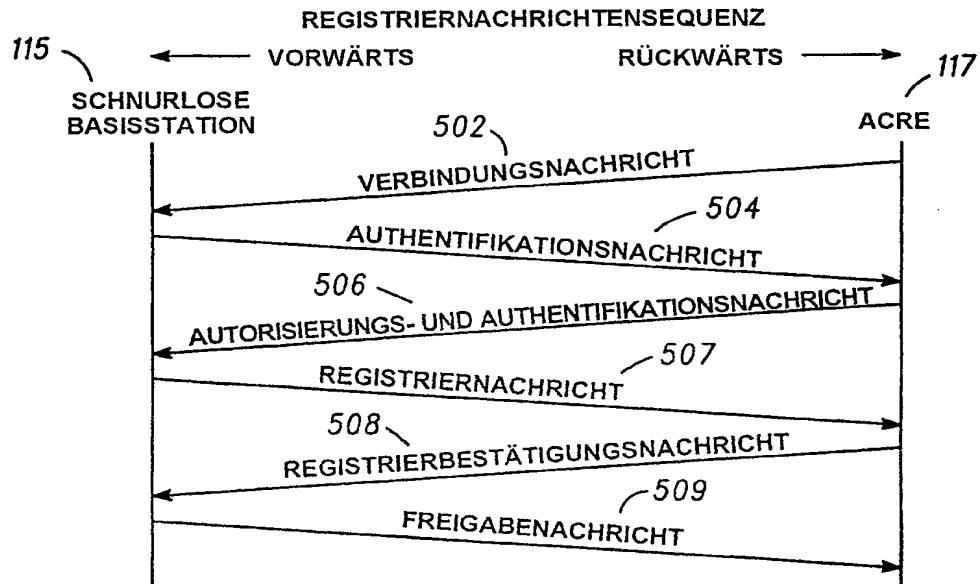 REGISTRIERNACHRICHTENSEQUENZ
115
VORWÄRTS
RÜCKWÄRTS
117
SCHNURLOSE
BASISSTATION
ACRE
502
VERBINDUNGSNACHRICHT
504
AUTHENTIFIKATIONSNACHRICHT
506
AUTORISIERUNGS- UND AUTHENTIFIKATIONSNACHRICHT
507
REGISTRIERNACHRICHT
508
REGISTRIERBESTÄTIGUNGSNACHRICHT
509
FREIGABENACHRICHT